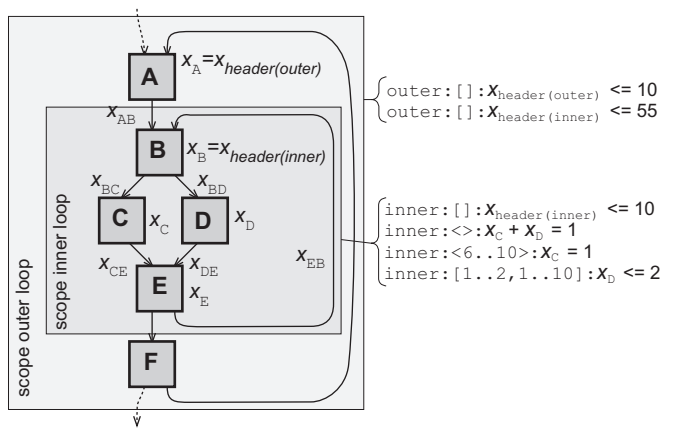 A
x_A=x_header(outer)
x_AB
B
x_B=x_header(inner)
x_BC
x_BD
C
x_C
D
x_D
x_CE
x_DE
x_EB
E
x_E
F
scope inner loop
scope outer loop
outer:[]:x_header(outer) <= 10
outer:[]:x_header(inner) <= 55
inner:[]:x_header(inner) <= 10
inner:<>:x_C + x_D = 1
inner:<6..10>:x_C = 1
inner:[1..2,1..10]:x_D <= 2